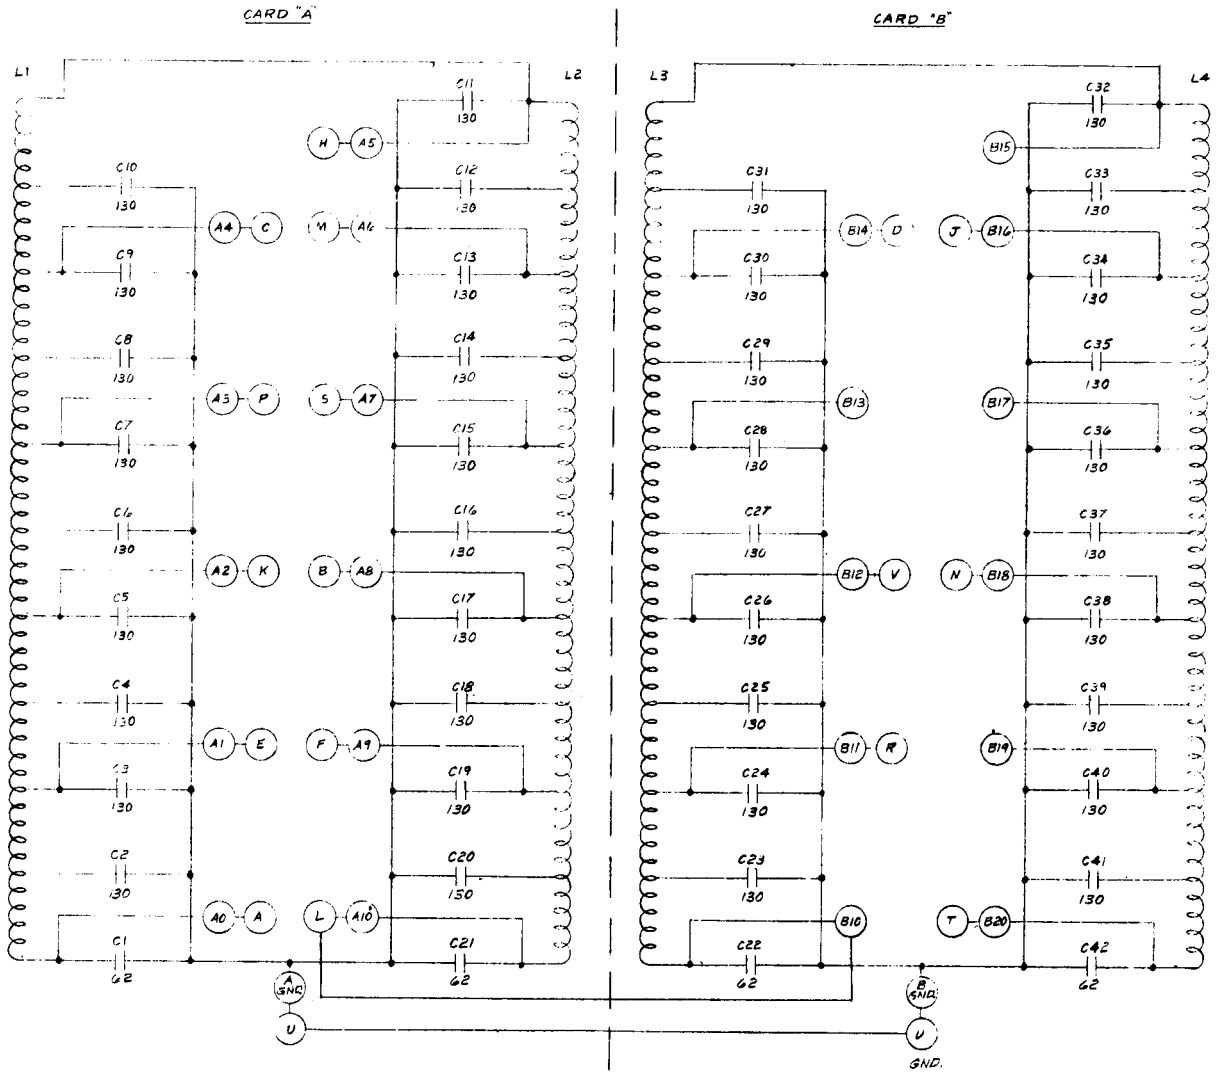 CARD "A"
CARD "B"
L1
L2
L3
L4
C11
130
C32
130
H A5
B15
C10
130
C12
130
C31
130
C33
130
A4 C
M A6
B14 D
J B16
C9
130
C13
130
C30
130
C34
130
C8
130
C14
130
C29
130
C35
130
A3 P
S A7
B13
B17
C7
130
C15
130
C28
130
C36
130
C6
130
C16
130
C27
130
C37
130
A2 K
B A8
B12 V
N B18
C5
130
C17
130
C26
130
C38
130
C4
130
C18
130
C25
130
C39
130
A1 E
F A9
B11 R
B19
C3
130
C19
130
C24
130
C40
130
C2
130
C20
130
C23
130
C41
130
A0 A
L A10
B10
T B20
C1
62
C21
62
C22
62
C42
62
A
GND
B
GND
U
U
GND.